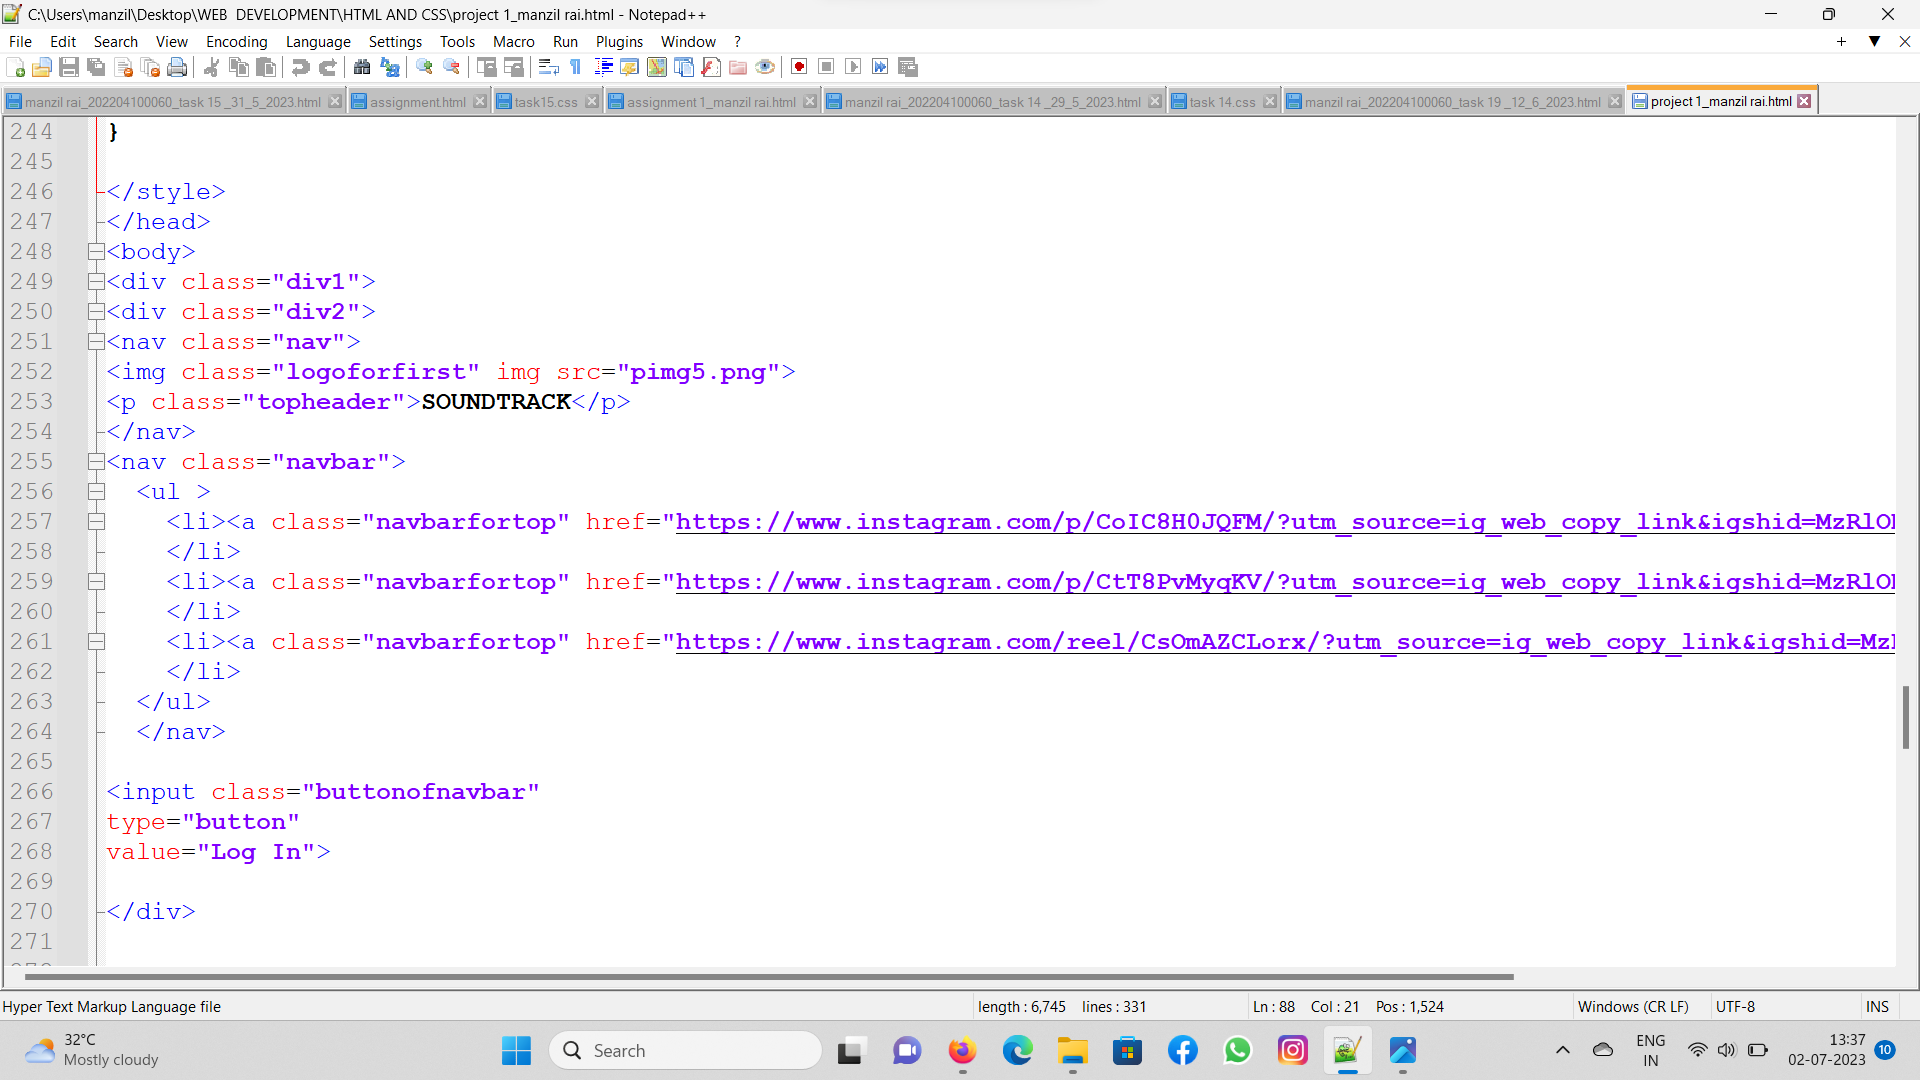 C:\Users\manzil\Desktop\WEB  DEVELOPMENT\HTML AND CSS\project 1_manzil rai.html - Notepad++
File Edit Search View Encoding Language Settings Tools Macro Run Plugins Window ?
manzil rai_202204100060_task 15 _31_5_2023.html assignment.html task15.css assignment 1_manzil rai.html manzil rai_202204100060_task 14 _29_5_2023.html task 14.css manzil rai_202204100060_task 19 _12_6_2023.html project 1_manzil rai.html
244 }
245
246 </style>
247 </head>
248 <body>
249 <div class="div1">
250 <div class="div2">
251 <nav class="nav">
252 <img class="logoforfirst" img src="pimg5.png">
253 <p class="topheader">SOUNDTRACK</p>
254 </nav>
255 <nav class="navbar">
256   <ul >
257     <li><a class="navbarfortop" href="https://www.instagram.com/p/CoIC8H0JQFM/?utm_source=ig_web_copy_link&igshid=MzRlO
258     </li>
259     <li><a class="navbarfortop" href="https://www.instagram.com/p/CtT8PvMyqKV/?utm_source=ig_web_copy_link&igshid=MzRlO
260     </li>
261     <li><a class="navbarfortop" href="https://www.instagram.com/reel/CsOmAZCLorx/?utm_source=ig_web_copy_link&igshid=Mz
262     </li>
263   </ul>
264   </nav>
265
266 <input class="buttonofnavbar"
267 type="button"
268 value="Log In">
269
270 </div>
271
Hyper Text Markup Language file length : 6,745 lines : 331 Ln : 88 Col : 21 Pos : 1,524 Windows (CR LF) UTF-8 INS
32°C
Mostly cloudy
Search
ENG
IN
13:37
02-07-2023
10